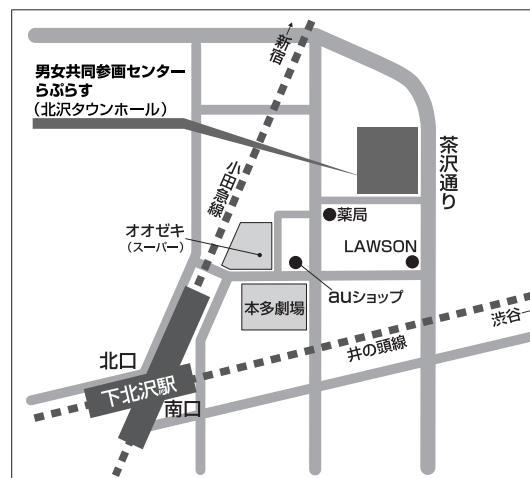 →新宿
男女共同参画センター
らぷらす
(北沢タウンホール)
小田急線
茶沢通り
薬局
オオゼキ
(スーパー)
LAWSON
auショップ
本多劇場
渋谷→
井の頭線
北口
下北沢駅
南口